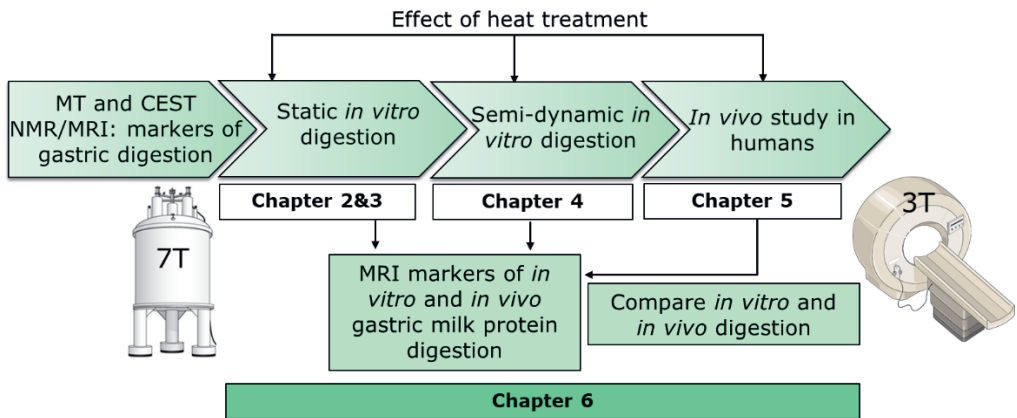 Effect of heat treatment
MT and CEST
NMR/MRI: markers of
gastric digestion
Static in vitro
digestion
Semi-dynamic in
vitro digestion
In vivo study in
humans
Chapter 2&3
Chapter 4
Chapter 5
7T
3T
MRI markers of in
vitro and in vivo
gastric milk protein
digestion
Compare in vitro and
in vivo digestion
Chapter 6